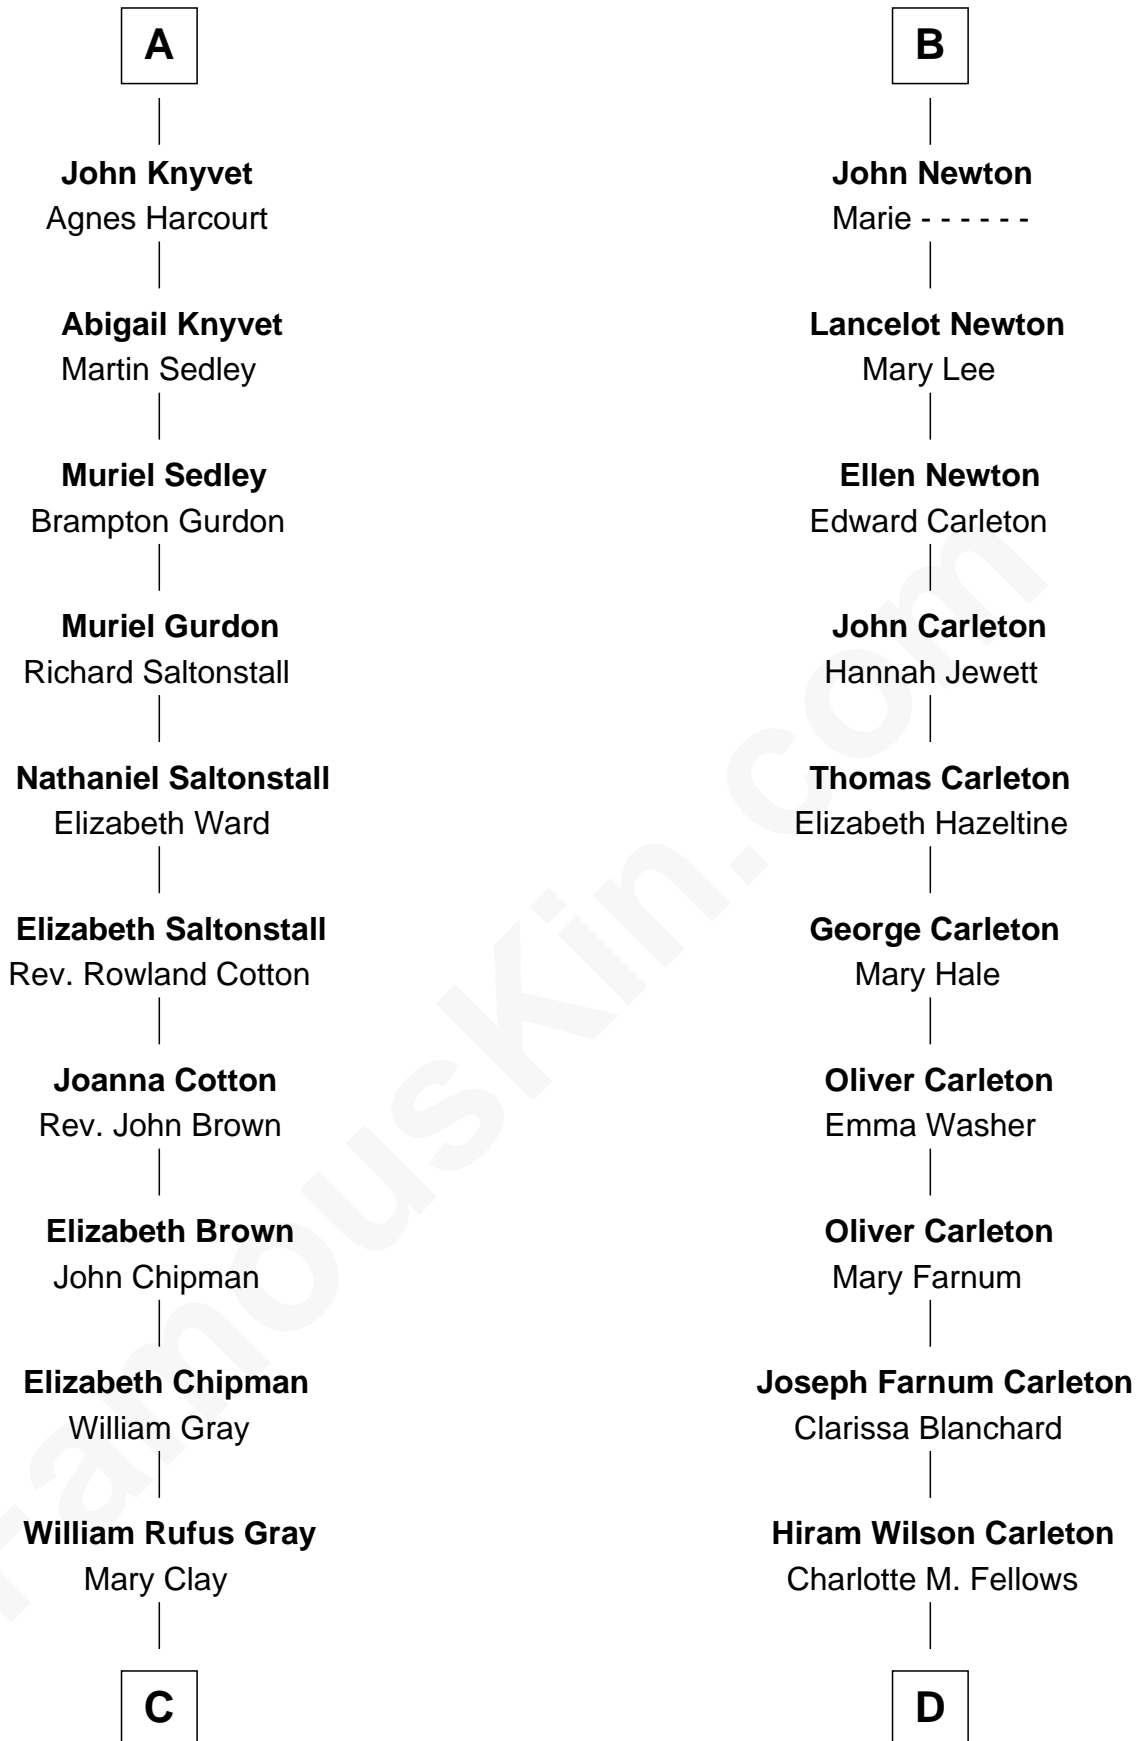 A
John Knyvet
Agnes Harcourt
Abigail Knyvet
Martin Sedley
Muriel Sedley
Brampton Gurdon
Muriel Gurdon
Richard Saltonstall
Nathaniel Saltonstall
Elizabeth Ward
Elizabeth Saltonstall
Rev. Rowland Cotton
Joanna Cotton
Rev. John Brown
Elizabeth Brown
John Chipman
Elizabeth Chipman
William Gray
William Rufus Gray
Mary Clay
C
B
John Newton
Marie - - - - - -
Lancelot Newton
Mary Lee
Ellen Newton
Edward Carleton
John Carleton
Hannah Jewett
Thomas Carleton
Elizabeth Hazeltine
George Carleton
Mary Hale
Oliver Carleton
Emma Washer
Oliver Carleton
Mary Farnum
Joseph Farnum Carleton
Clarissa Blanchard
Hiram Wilson Carleton
Charlotte M. Fellows
D
FamousKin.com